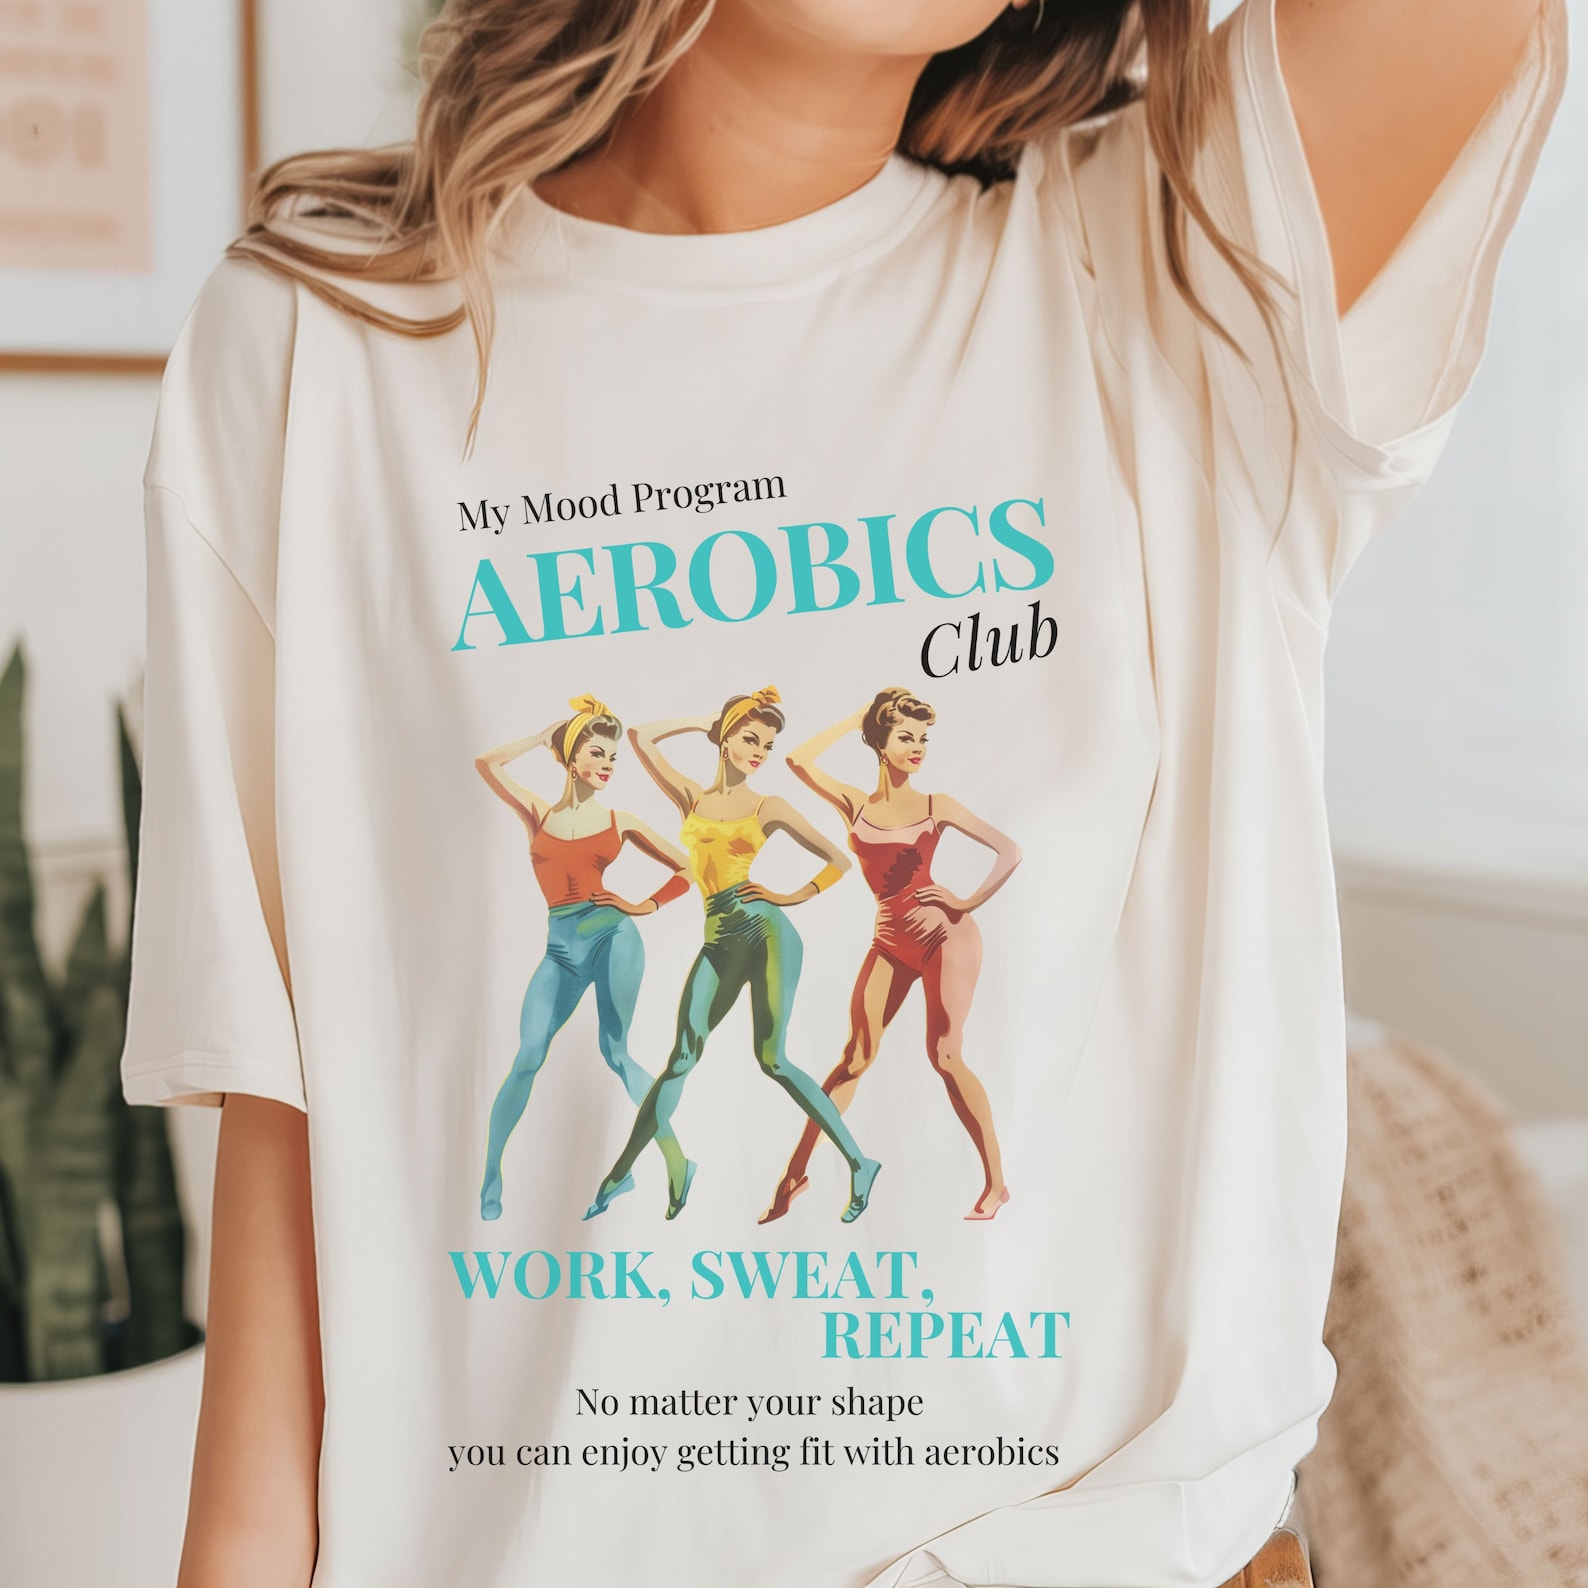 My Mood Program
AEROBICS
Club
WORK, SWEAT,
REPEAT
No matter your shape
you can enjoy getting fit with aerobics